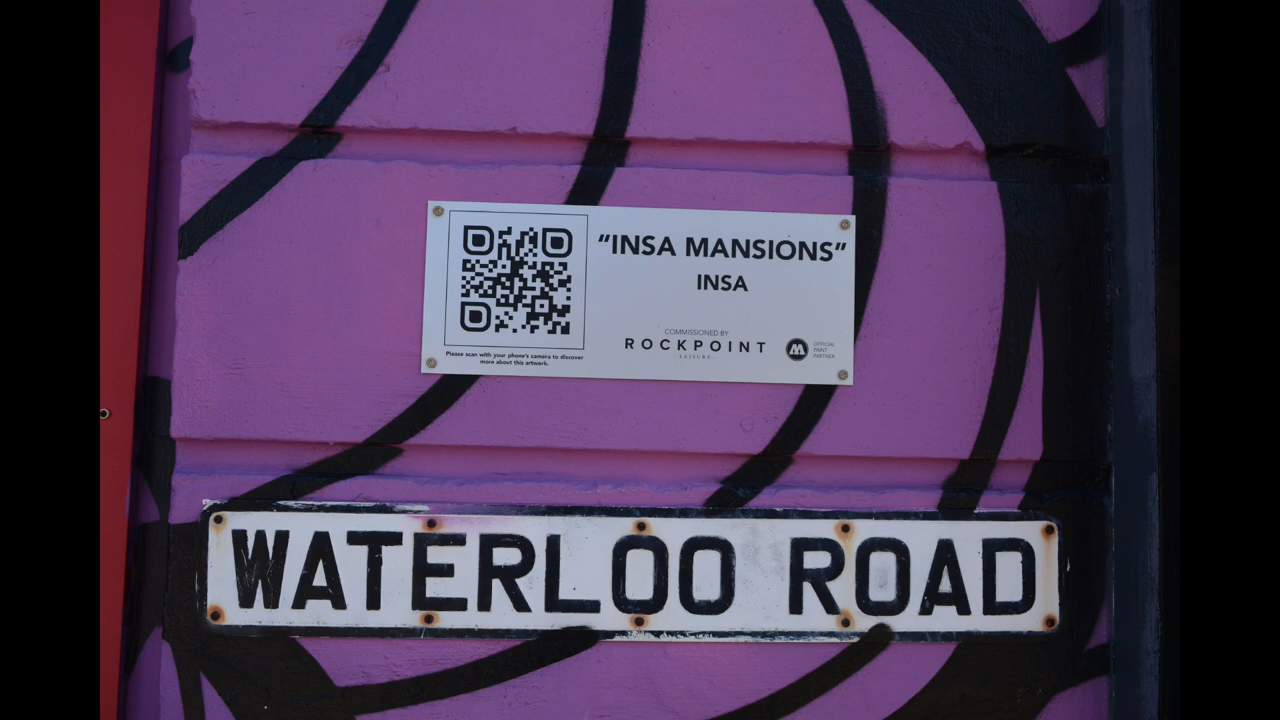 “INSA MANSIONS”
INSA
COMMISSIONED BY
ROCKPOINT
- LEISURE -
M
OFFICIAL
PAINT
PARTNER
Please scan with your phone's camera to discover
more about this artwork.
WATERLOO ROAD